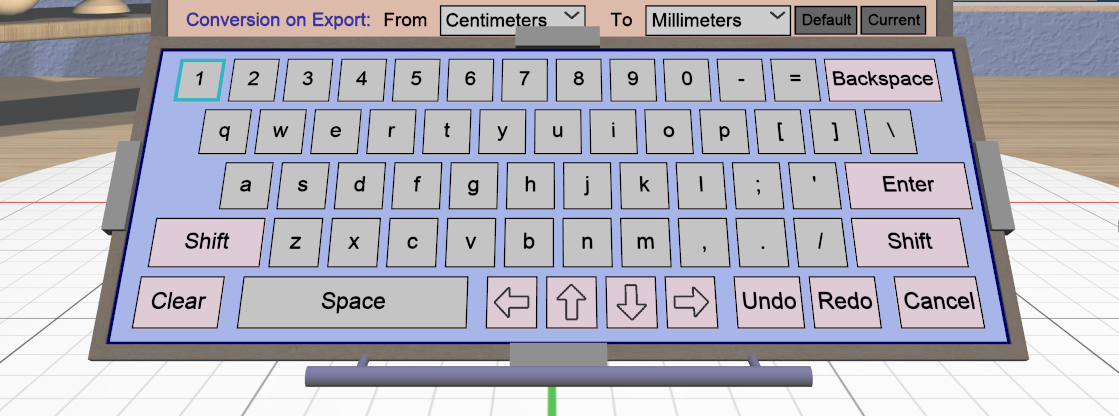 Conversion on Export: From Centimeters To Millimeters Default Current
1 2 3 4 5 6 7 8 9 0 - = Backspace
q w e r t y u i o p [ ] \
a s d f g h j k l ; ' Enter
Shift z x c v b n m , . / Shift
Clear Space Undo Redo Cancel